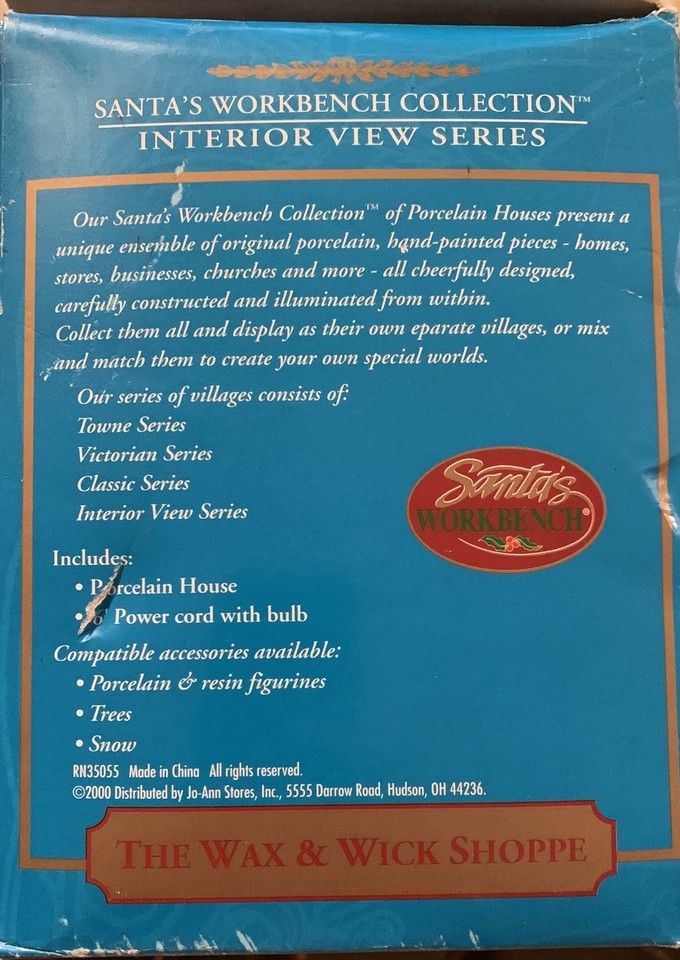 SANTA'S WORKBENCH COLLECTION™
INTERIOR VIEW SERIES
Our Santa's Workbench Collection™ of Porcelain Houses present a
unique ensemble of original porcelain, hand-painted pieces - homes,
stores, businesses, churches and more - all cheerfully designed,
carefully constructed and illuminated from within.
Collect them all and display as their own eparate villages, or mix
and match them to create your own special worlds.
Our series of villages consists of:
Towne Series
Victorian Series
Classic Series
Interior View Series
Santa's
WORKBENCH®
Includes:
• Porcelain House
• 6' Power cord with bulb
Compatible accessories available:
• Porcelain & resin figurines
• Trees
• Snow
RN35055 Made in China All rights reserved.
©2000 Distributed by Jo-Ann Stores, Inc., 5555 Darrow Road, Hudson, OH 44236.
THE WAX & WICK SHOPPE